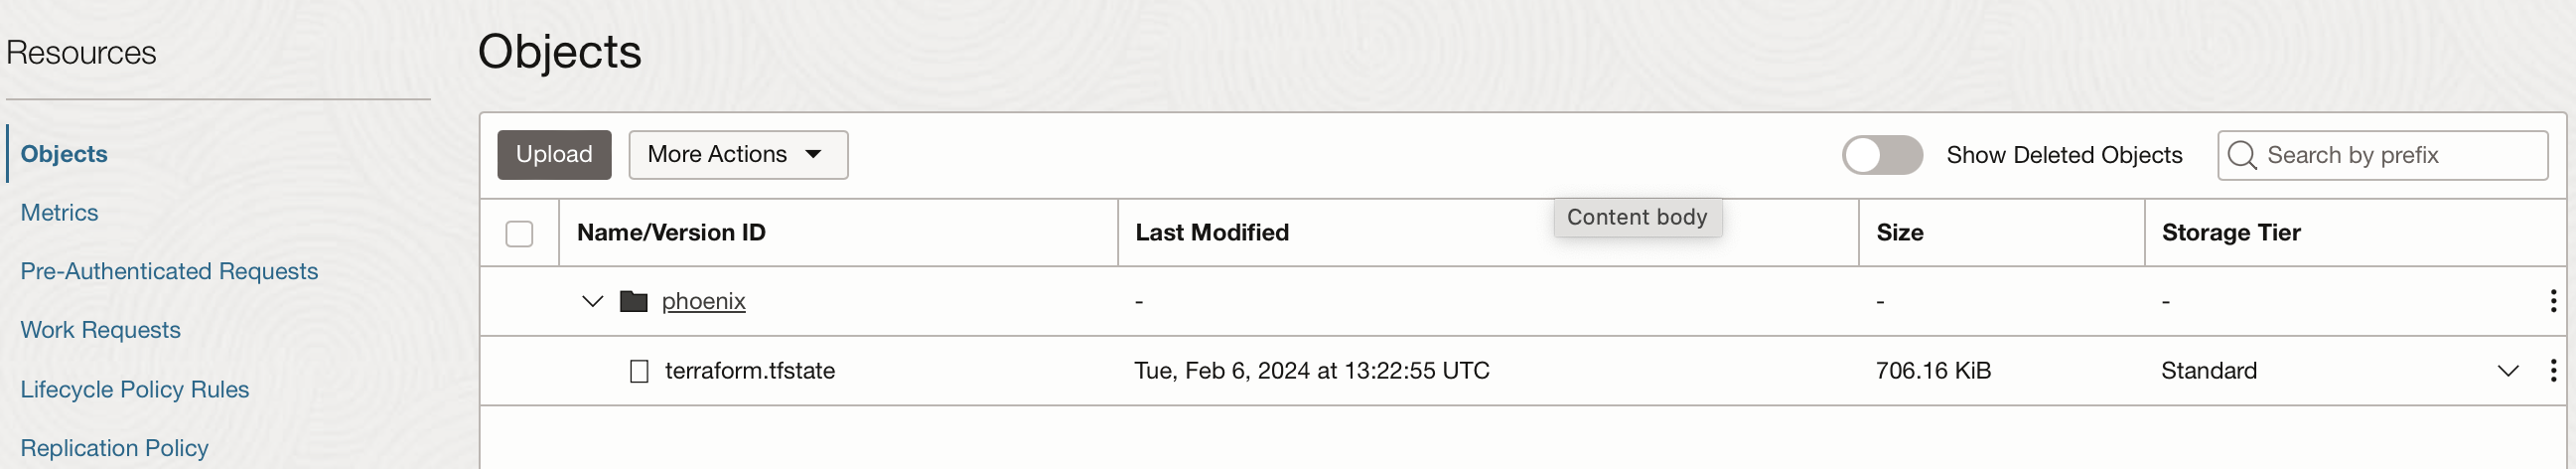 Resources
Objects
Metrics
Pre-Authenticated Requests
Work Requests
Lifecycle Policy Rules
Replication Policy
Objects
Upload More Actions Show Deleted Objects Search by prefix
Content body
Name/Version ID Last Modified Size Storage Tier
phoenix - - -
terraform.tfstate Tue, Feb 6, 2024 at 13:22:55 UTC 706.16 KiB Standard